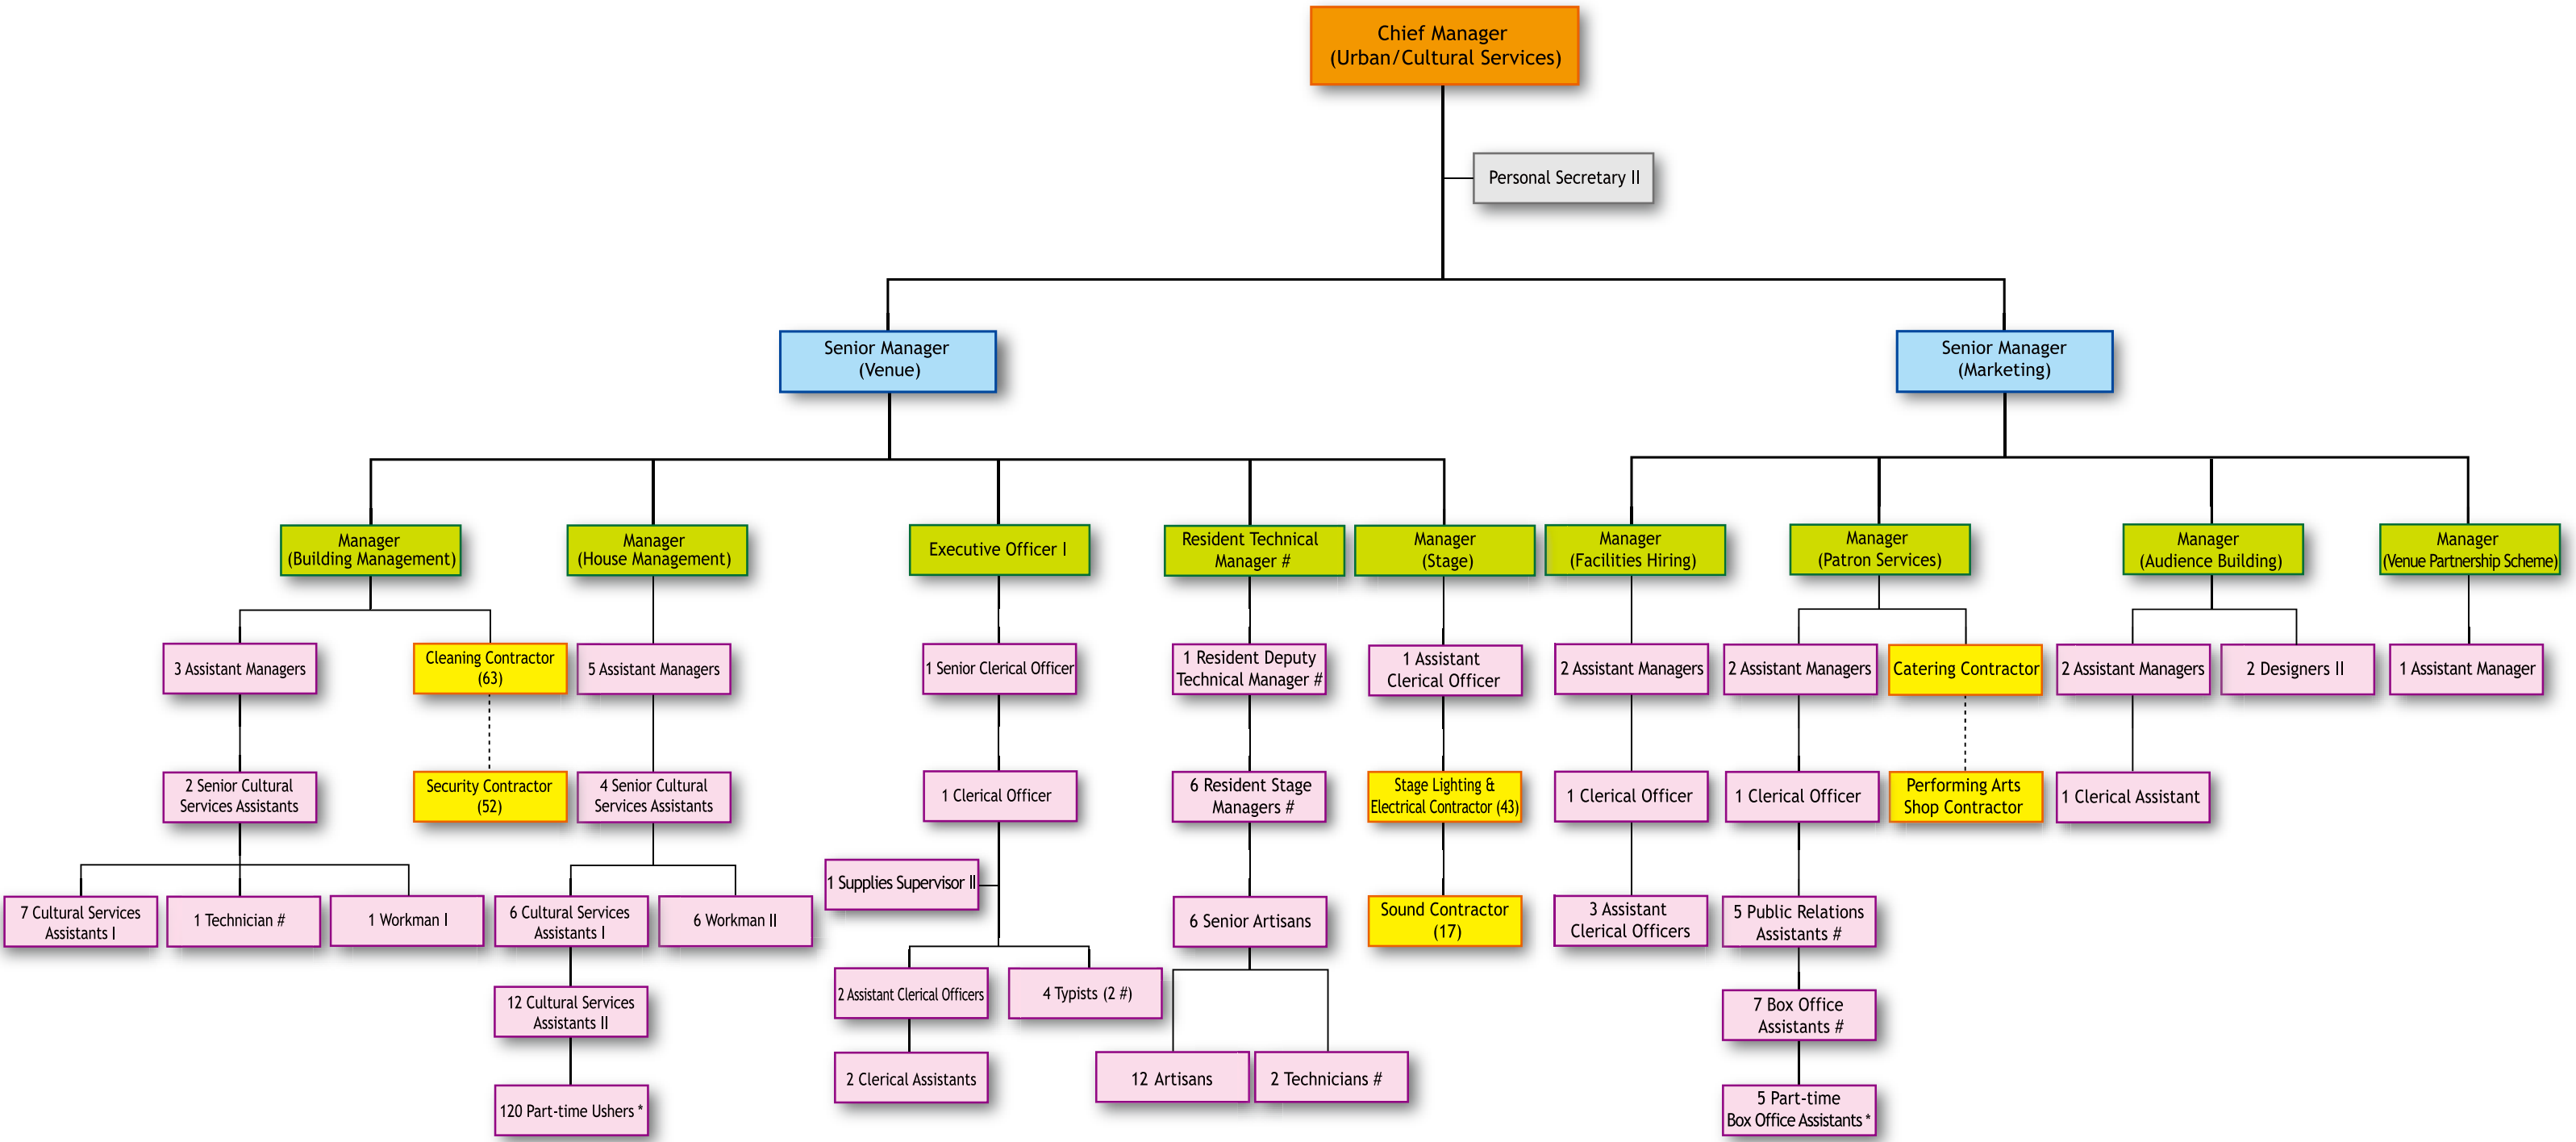 Chief Manager
(Urban/Cultural Services)
Personal Secretary II
Senior Manager
(Venue)
Senior Manager
(Marketing)
Manager
(Building Management)
Manager
(House Management)
Executive Officer I
Resident Technical
Manager #
Manager
(Stage)
Manager
(Facilities Hiring)
Manager
(Patron Services)
Manager
(Audience Building)
Manager
(Venue Partnership Scheme)
3 Assistant Managers
Cleaning Contractor
(63)
5 Assistant Managers
1 Senior Clerical Officer
1 Resident Deputy
Technical Manager #
1 Assistant
Clerical Officer
2 Assistant Managers
2 Assistant Managers
Catering Contractor
2 Assistant Managers
2 Designers II
1 Assistant Manager
2 Senior Cultural
Services Assistants
Security Contractor
(52)
4 Senior Cultural
Services Assistants
1 Clerical Officer
6 Resident Stage
Managers #
Stage Lighting &
Electrical Contractor (43)
1 Clerical Officer
1 Clerical Officer
Performing Arts
Shop Contractor
1 Clerical Assistant
1 Supplies Supervisor II
7 Cultural Services
Assistants I
1 Technician #
1 Workman I
6 Cultural Services
Assistants I
6 Workman II
6 Senior Artisans
Sound Contractor
(17)
3 Assistant
Clerical Officers
5 Public Relations
Assistants #
2 Assistant Clerical Officers
4 Typists (2 #)
12 Cultural Services
Assistants II
7 Box Office
Assistants #
2 Clerical Assistants
12 Artisans
2 Technicians #
120 Part-time Ushers *
5 Part-time
Box Office Assistants *